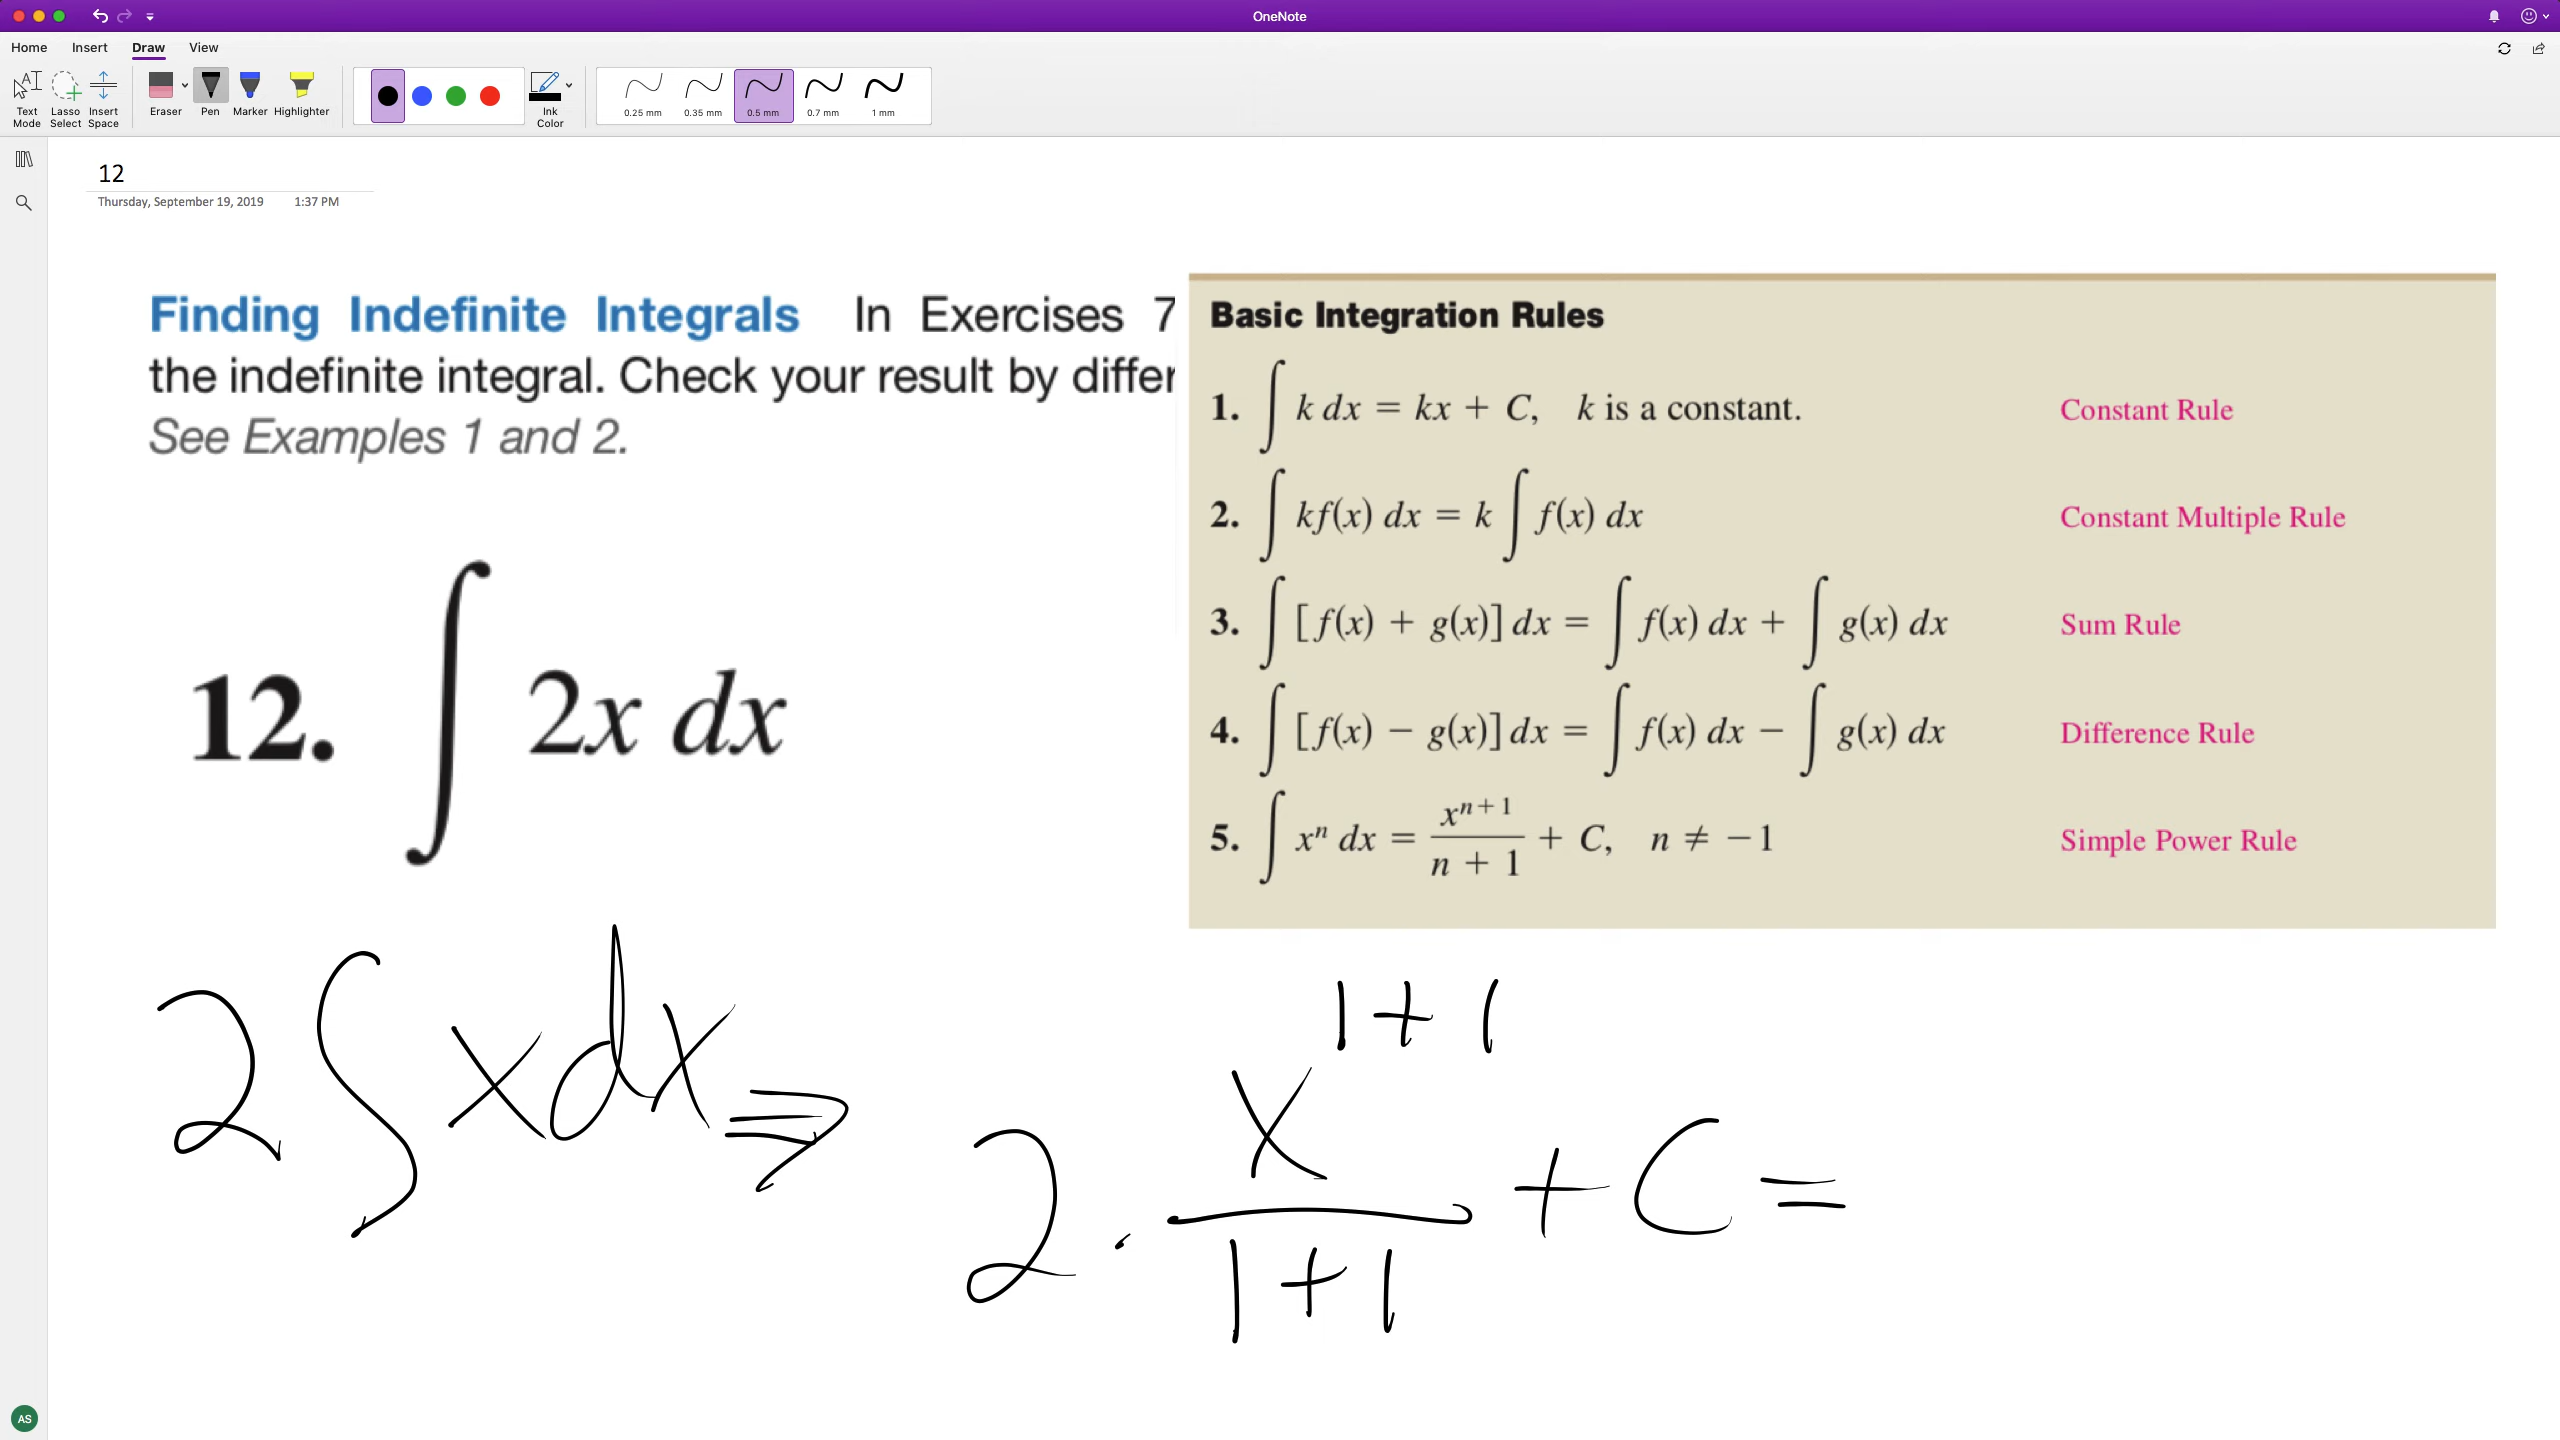 OneNote
Home Insert Draw View
Text Mode Lasso Select Insert Space Eraser Pen Marker Highlighter Ink Color 0.25 mm 0.35 mm 0.5 mm 0.7 mm 1 mm
12
Thursday, September 19, 2019 1:37 PM
Finding Indefinite Integrals In Exercises 7
the indefinite integral. Check your result by differ
See Examples 1 and 2.
12. ∫ 2x dx
Basic Integration Rules
1. ∫ k dx = kx + C, k is a constant. Constant Rule
2. ∫ kf(x) dx = k ∫ f(x) dx Constant Multiple Rule
3. ∫ [f(x) + g(x)] dx = ∫ f(x) dx + ∫ g(x) dx Sum Rule
4. ∫ [f(x) − g(x)] dx = ∫ f(x) dx − ∫ g(x) dx Difference Rule
5. ∫ xⁿ dx = xⁿ⁺¹/(n + 1) + C, n ≠ −1 Simple Power Rule
2∫xdx ⇒ 2 · x^(1+1)/(1+1) + C =
AS